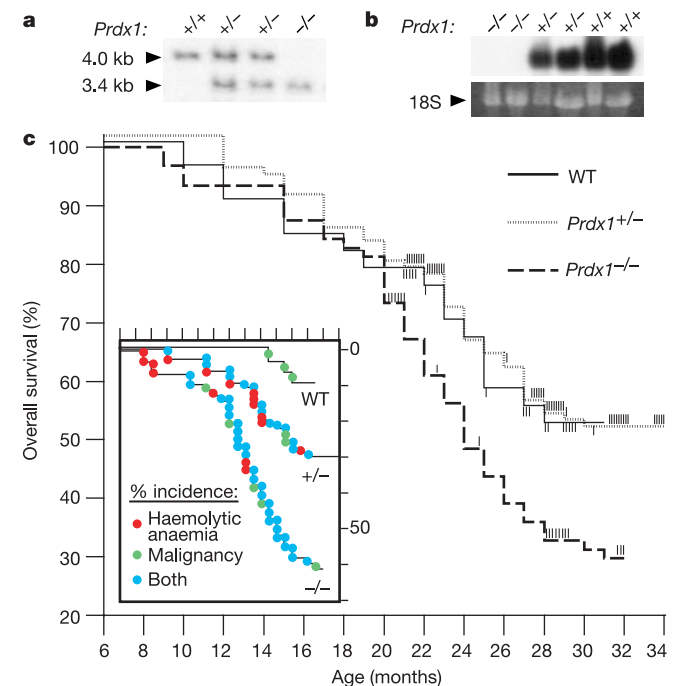 a Prdx1: +/+ +/– +/– –/–
4.0 kb
3.4 kb
b Prdx1: –/– –/– +/– +/– +/+ +/+
18S
c
Overall survival (%)
100
90
80
70
60
50
40
30
20
6 8 10 12 14 16 18 20 22 24 26 28 30 32 34
Age (months)
WT
Prdx1+/–
Prdx1–/–
0
50
WT
+/–
–/–
% incidence:
Haemolytic
anaemia
Malignancy
Both